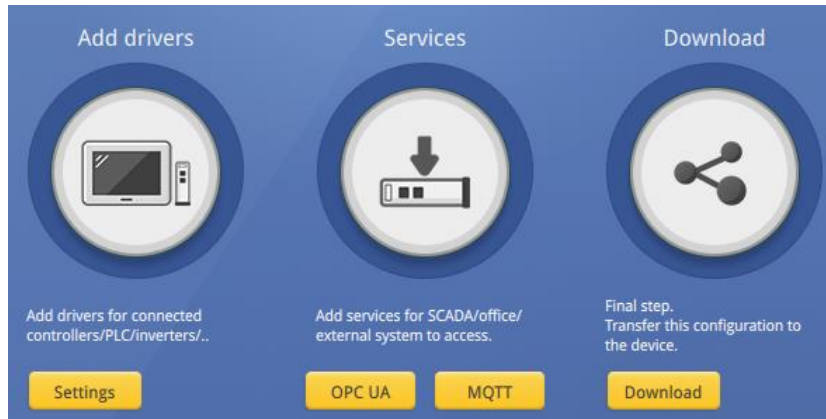 Add drivers
Services
Download
Add drivers for connected
controllers/PLC/inverters/..
Add services for SCADA/office/
external system to access.
Final step.
Transfer this configuration to
the device.
Settings
OPC UA
MQTT
Download